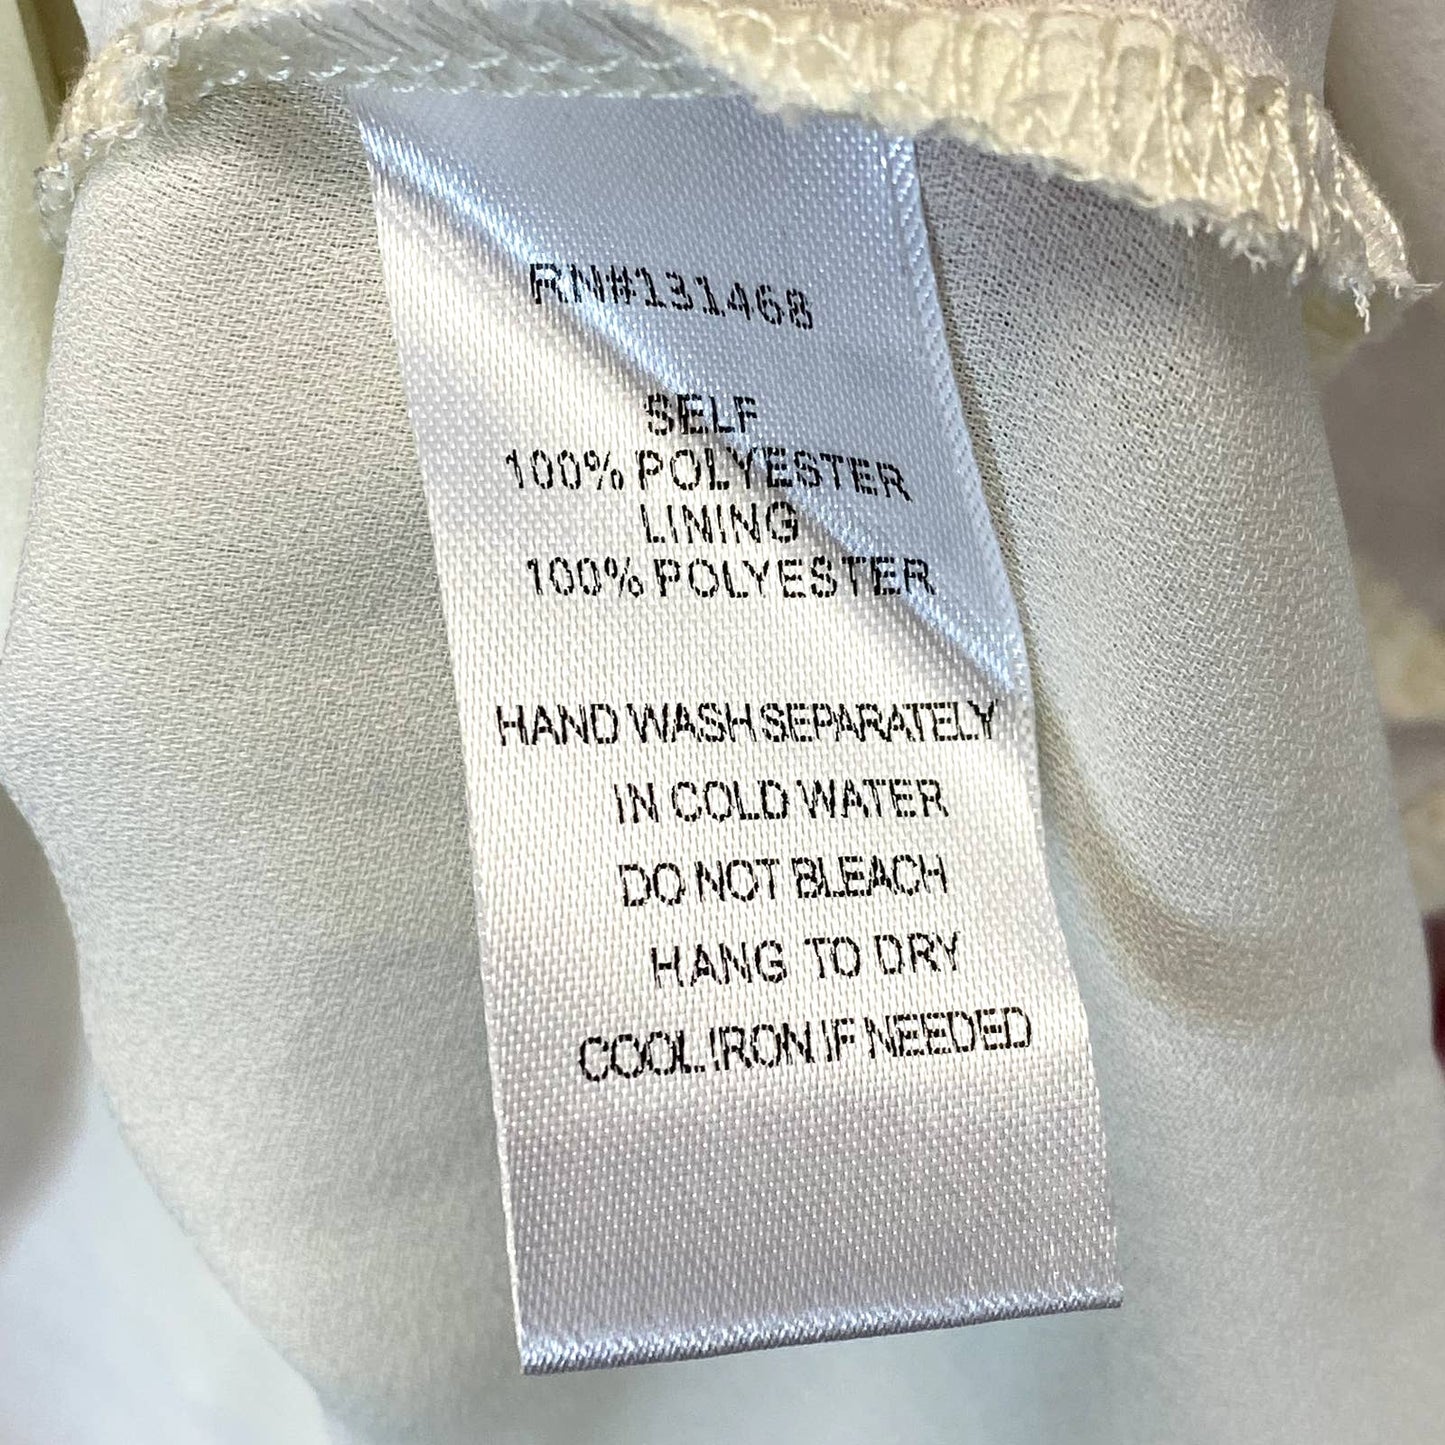 RN#131468
SELF
100% POLYESTER
LINING
100% POLYESTER
HAND WASH SEPARATELY
IN COLD WATER
DO NOT BLEACH
HANG TO DRY
COOL IRON IF NEEDED